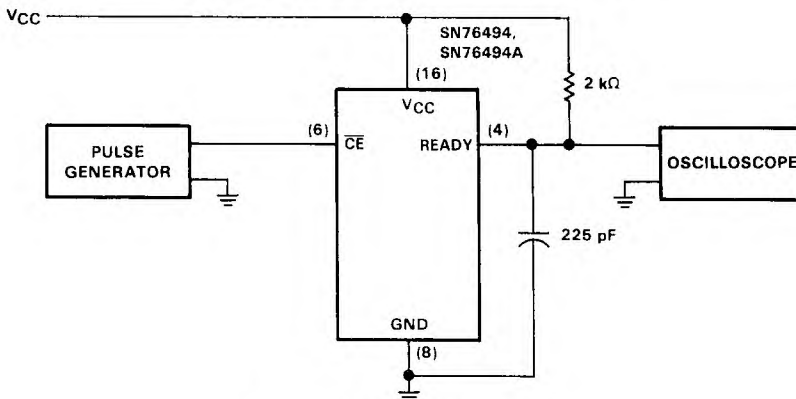 VCC
SN76494,
SN76494A
(16)
2 kΩ
VCC
(6)
CE
READY
(4)
PULSE
GENERATOR
OSCILLOSCOPE
225 pF
GND
(8)